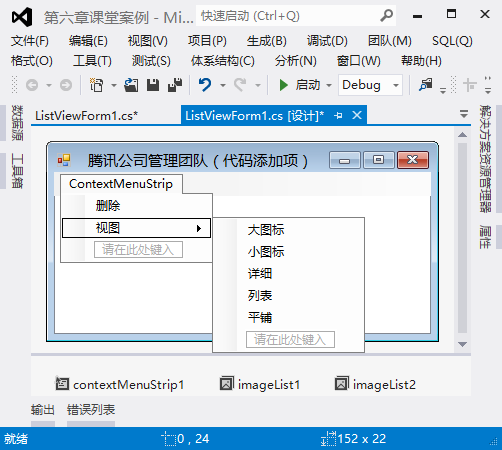 第六章课堂案例 - Mi...
快速启动 (Ctrl+Q)
文件(F) 编辑(E) 视图(V) 项目(P) 生成(B) 调试(D) 团队(M) SQL(Q)
格式(O) 工具(T) 测试(S) 体系结构(C) 分析(N) 窗口(W) 帮助(H)
启动 Debug
数据源
工具箱
ListViewForm1.cs*
ListViewForm1.cs [设计]*
解决方案资源管理器
属性
腾讯公司管理团队（代码添加项）
ContextMenuStrip
删除
视图
请在此处键入
大图标
小图标
详细
列表
平铺
请在此处键入
contextMenuStrip1
imageList1
imageList2
输出 错误列表
就绪
0 , 24
152 x 22